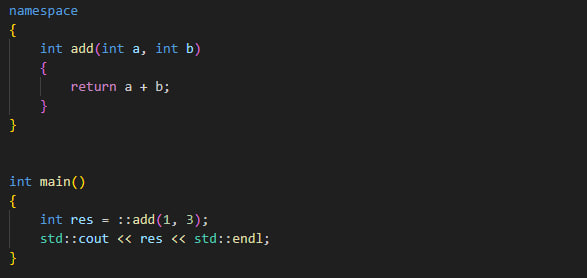 namespace
{
    int add(int a, int b)
    {
        return a + b;
    }
}
int main()
{
    int res = ::add(1, 3);
    std::cout << res << std::endl;
}